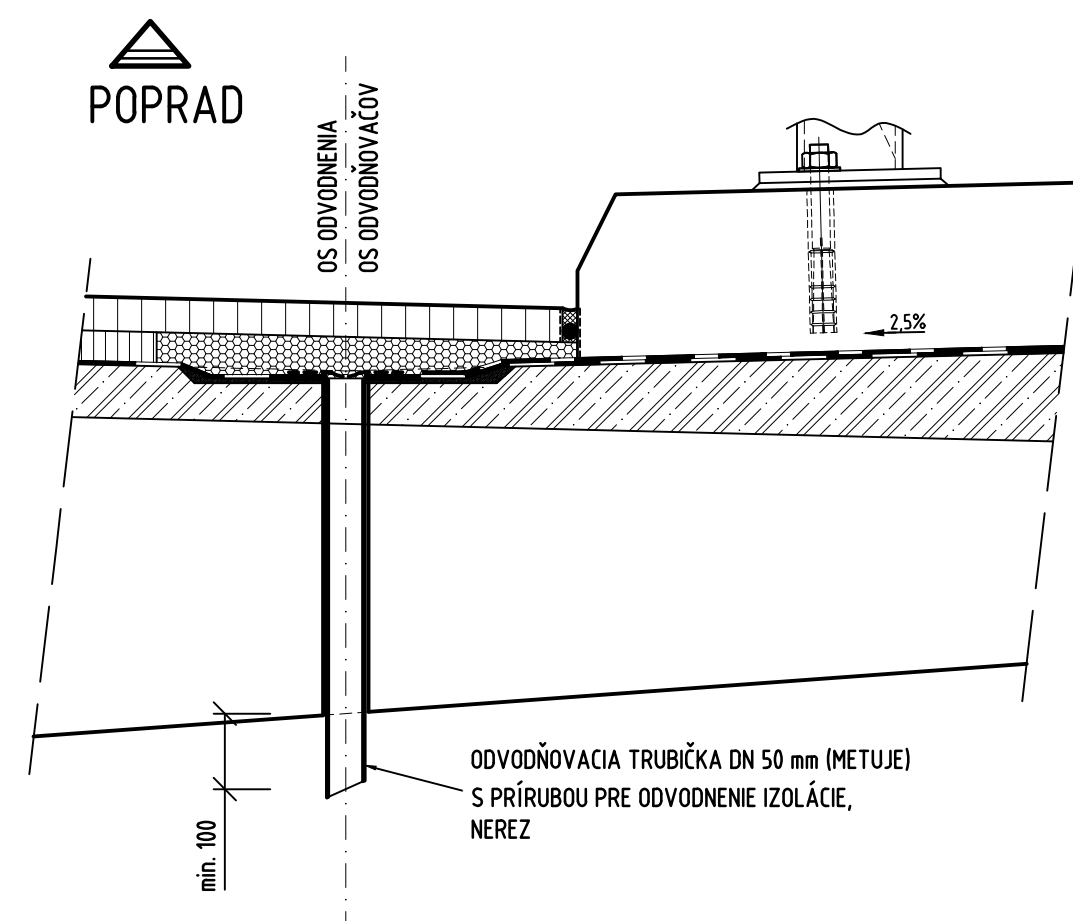 POPRAD
OS ODVODNENIA
OS ODVODŇOVAČOV
2,5%
ODVODŇOVACIA TRUBIČKA DN 50 mm (METUJE)
S PRÍRUBOU PRE ODVODNENIE IZOLÁCIE,
NEREZ
min. 100